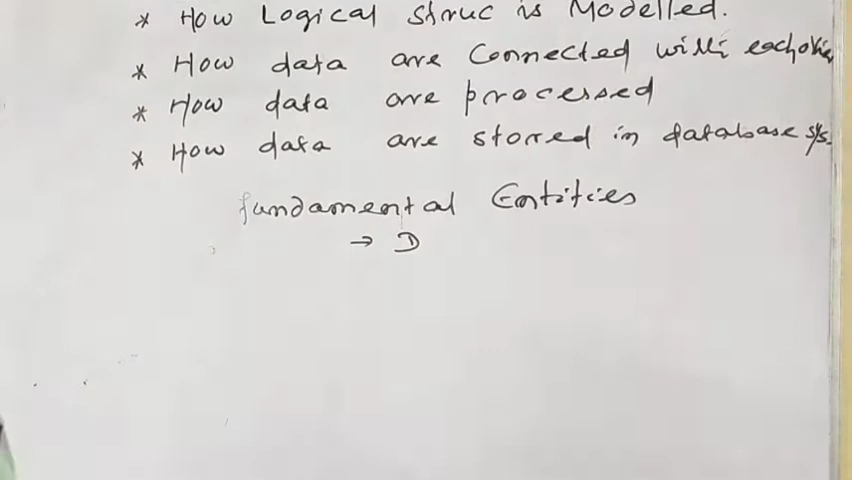 * How Logical Struc is Modelled.
* How data are connected with eachother
* How data are processed
* How data are stored in database s/s.
fundamental Entities
→ D